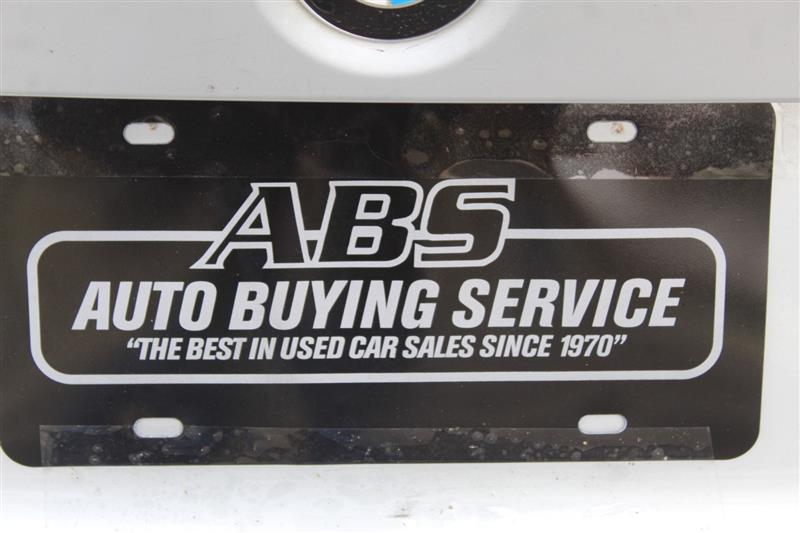 ABS
AUTO BUYING SERVICE
"THE BEST IN USED CAR SALES SINCE 1970"